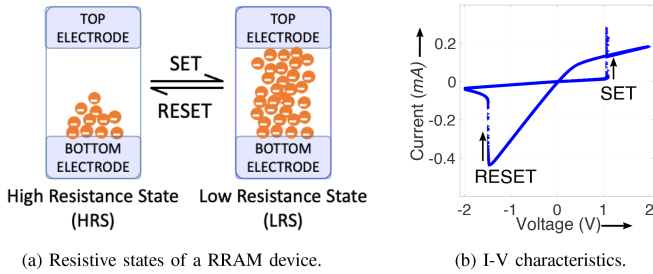 TOP
ELECTRODE
BOTTOM
ELECTRODE
High Resistance State
(HRS)
SET
RESET
TOP
ELECTRODE
BOTTOM
ELECTRODE
Low Resistance State
(LRS)
(a) Resistive states of a RRAM device.
Current (mA)
0.2
0
-0.2
-0.4
SET
RESET
-2 -1 0 1 2
Voltage (V)
(b) I-V characteristics.